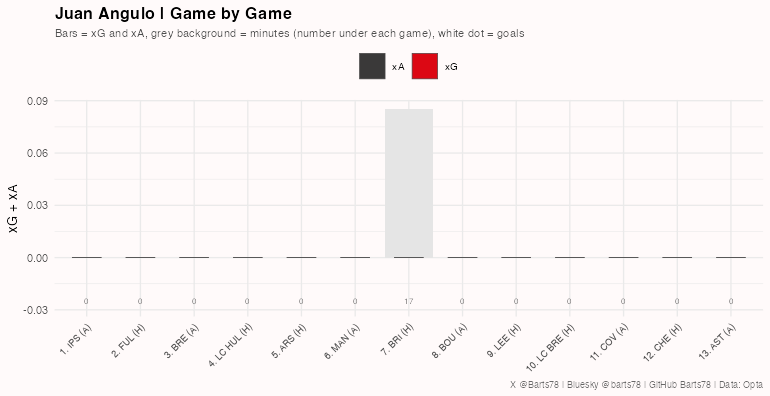 Juan Angulo | Game by Game
Bars = xG and xA, grey background = minutes (number under each game), white dot = goals
xA xG
xG + xA
0.09
0.06
0.03
0.00
-0.03
0 0 0 0 0 0 17 0 0 0 0 0 0
1. IPS (A)
2. FUL (H)
3. BRE (A)
4. LC HUL (H)
5. ARS (H)
6. MAN (A)
7. BRI (H)
8. BOU (A)
9. LEE (H)
10. LC BRE (H)
11. COV (A)
12. CHE (H)
13. AST (A)
X @Barts78 | Bluesky @barts78 | GitHub Barts78 | Data: Opta